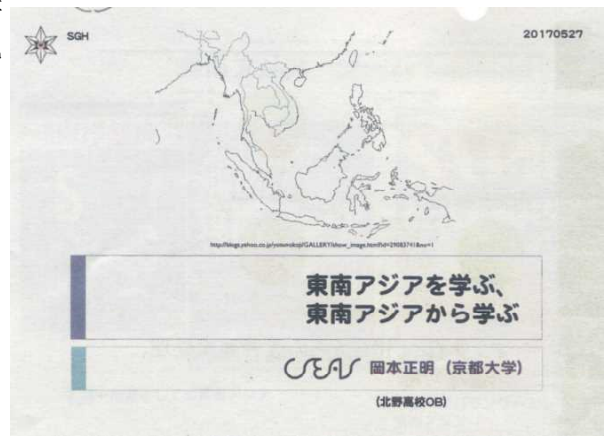 SGH
20170527
東南アジアを学ぶ、
東南アジアから学ぶ
CSEAS 岡本正明（京都大学）
（北野高校OB）